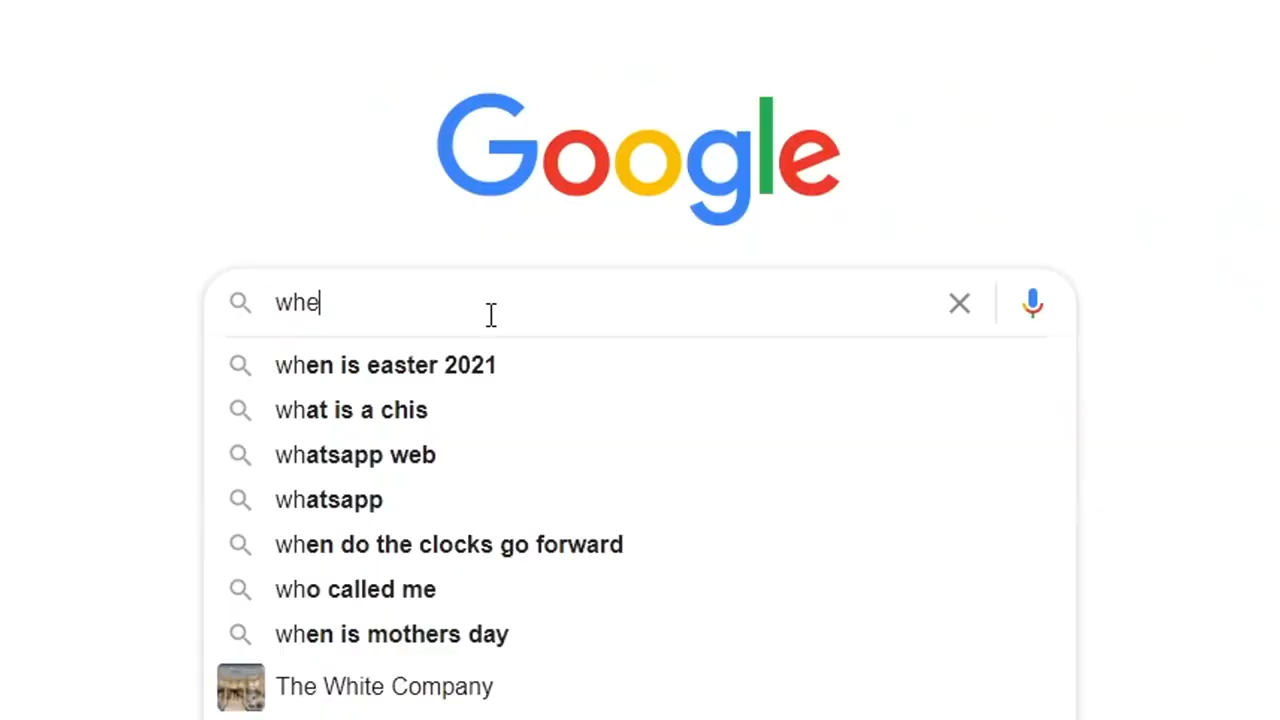 Google
whe
when is easter 2021
what is a chis
whatsapp web
whatsapp
when do the clocks go forward
who called me
when is mothers day
The White Company